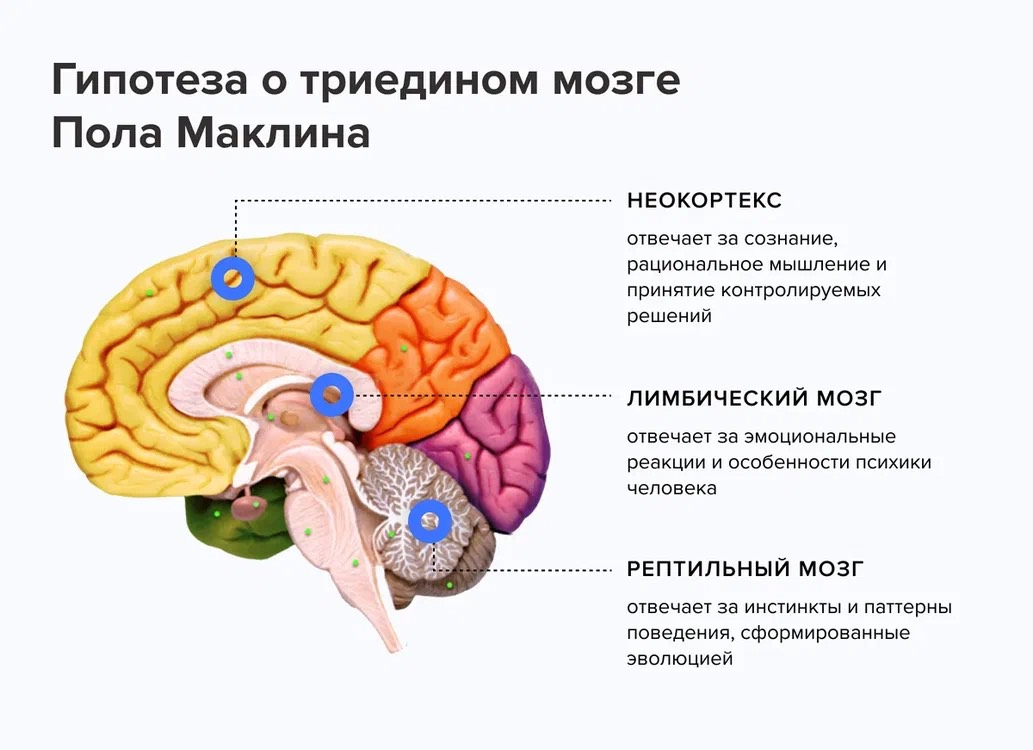 Гипотеза о триедином мозге
Пола Маклина
НЕОКОРТЕКС
отвечает за сознание,
рациональное мышление и
принятие контролируемых
решений
ЛИМБИЧЕСКИЙ МОЗГ
отвечает за эмоциональные
реакции и особенности психики
человека
РЕПТИЛЬНЫЙ МОЗГ
отвечает за инстинкты и паттерны
поведения, сформированные
эволюцией